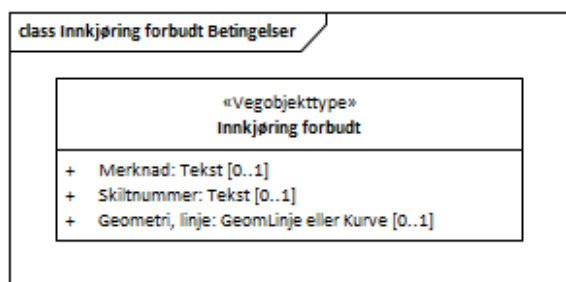 class Innkjøring forbudt Betingelser
«Vegobjekttype»
Innkjøring forbudt
+ Merknad: Tekst [0..1]
+ Skiltnummer: Tekst [0..1]
+ Geometri, linje: GeomLinje eller Kurve [0..1]